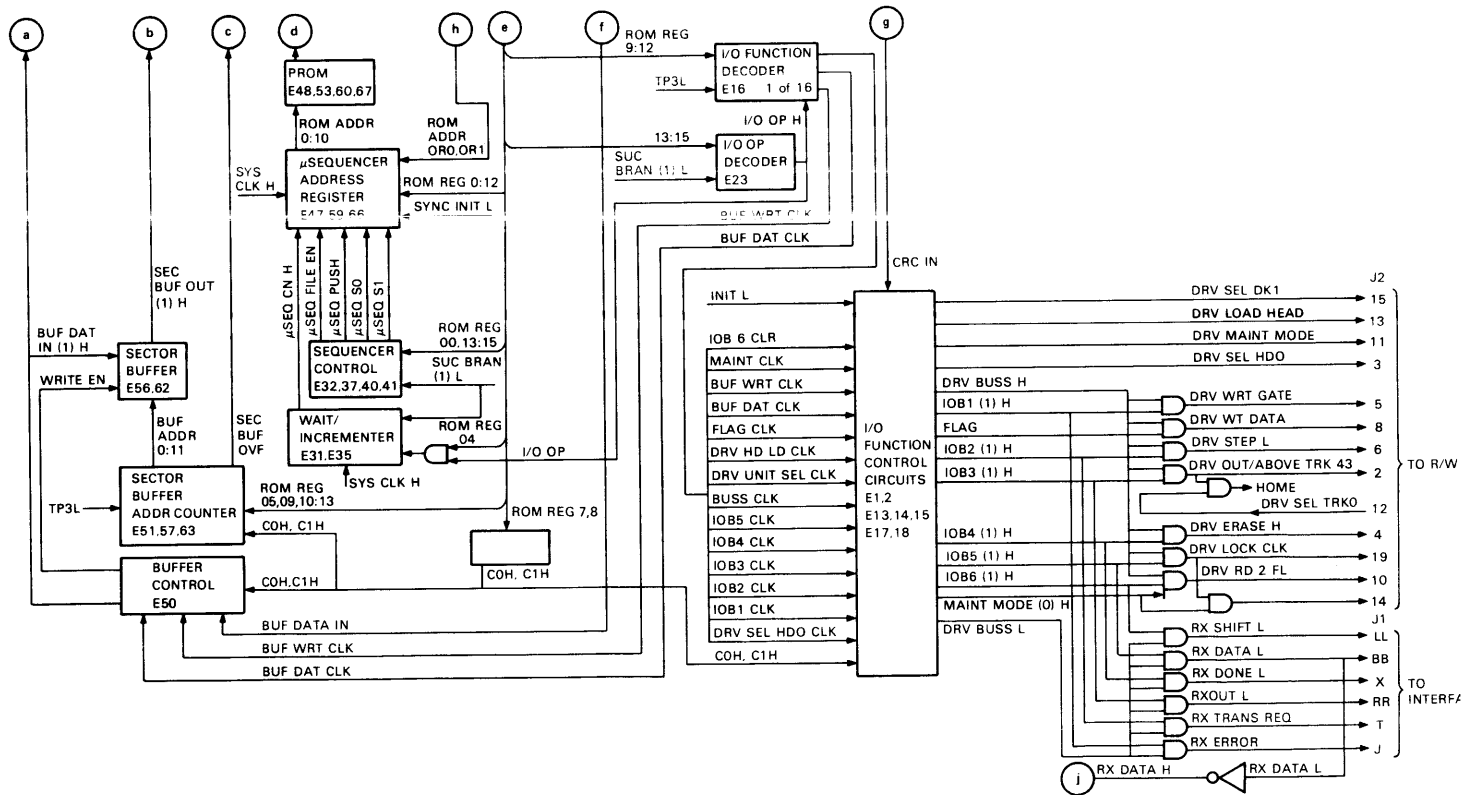 a
b
c
d
h
e
f
g
PROM
E48,53,60,67
ROM ADDR
0:10
ROM
ADDR
OR0,OR1
SYS
CLK H
μSEQUENCER
ADDRESS
REGISTER
E47,59,66
ROM REG 0:12
SYNC INIT L
ROM REG
9:12
TP3L
I/O FUNCTION
DECODER
E16 1 of 16
I/O OP H
13:15
SUC
BRAN (1) L
I/O OP
DECODER
E23
BUF WRT CLK
BUF DAT CLK
CRC IN
μSEQ CN H
μSEQ FILE EN
μSEQ PUSH
μSEQ S0
μSEQ S1
SEC
BUF OUT
(1) H
BUF DAT
IN (1) H
SECTOR
BUFFER
E56,62
WRITE EN
BUF
ADDR
0:11
SEC
BUF
OVF
SEQUENCER
CONTROL
E32,37,40,41
ROM REG
00,13:15
SUC BRAN
(1) L
WAIT/
INCREMENTER
E31.E35
ROM REG
04
I/O OP
SYS CLK H
TP3L
SECTOR
BUFFER
ADDR COUNTER
E51,57,63
ROM REG
05,09,10:13
C0H, C1H
ROM REG 7,8
C0H, C1H
BUFFER
CONTROL
E50
C0H,C1H
BUF DATA IN
BUF WRT CLK
BUF DAT CLK
INIT L
IOB 6 CLR
MAINT CLK
BUF WRT CLK
BUF DAT CLK
FLAG CLK
DRV HD LD CLK
DRV UNIT SEL CLK
BUSS CLK
IOB5 CLK
IOB4 CLK
IOB3 CLK
IOB2 CLK
IOB1 CLK
DRV SEL HDO CLK
C0H, C1H
I/O
FUNCTION
CONTROL
CIRCUITS
E1,2
E13,14,15
E17,18
DRV BUSS H
IOB1 (1) H
FLAG
IOB2 (1) H
IOB3 (1) H
IOB4 (1) H
IOB5 (1) H
IOB6 (1) H
MAINT MODE (0) H
DRV BUSS L
J2
DRV SEL DK1 15
DRV LOAD HEAD 13
DRV MAINT MODE 11
DRV SEL HDO 3
DRV WRT GATE 5
DRV WT DATA 8
DRV STEP L 6
DRV OUT/ABOVE TRK 43 2
HOME
DRV SEL TRK0 12
DRV ERASE H 4
DRV LOCK CLK 19
DRV RD 2 FL 10
14
TO R/W
J1
RX SHIFT L LL
RX DATA L BB
RX DONE L X
RXOUT L RR
RX TRANS REQ T
RX ERROR J
TO
INTERFA
j
RX DATA H
RX DATA L